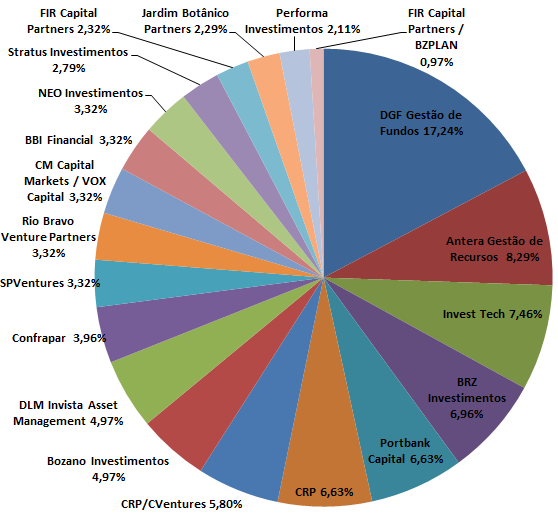 FIR Capital
Partners 2,32%
Jardim Botânico
Partners 2,29%
Performa
Investimentos 2,11%
FIR Capital
Partners /
BZPLAN
0,97%
Stratus Investimentos
2,79%
NEO Investimentos
3,32%
BBI Financial 3,32%
CM Capital
Markets / VOX
Capital 3,32%
Rio Bravo
Venture Partners
3,32%
SPVentures 3,32%
Confrapar 3,96%
DLM Invista Asset
Management 4,97%
Bozano Investimentos
4,97%
CRP/CVentures 5,80%
CRP 6,63%
Portbank
Capital 6,63%
BRZ
Investimentos
6,96%
Invest Tech 7,46%
Antera Gestão de
Recursos 8,29%
DGF Gestão de
Fundos 17,24%